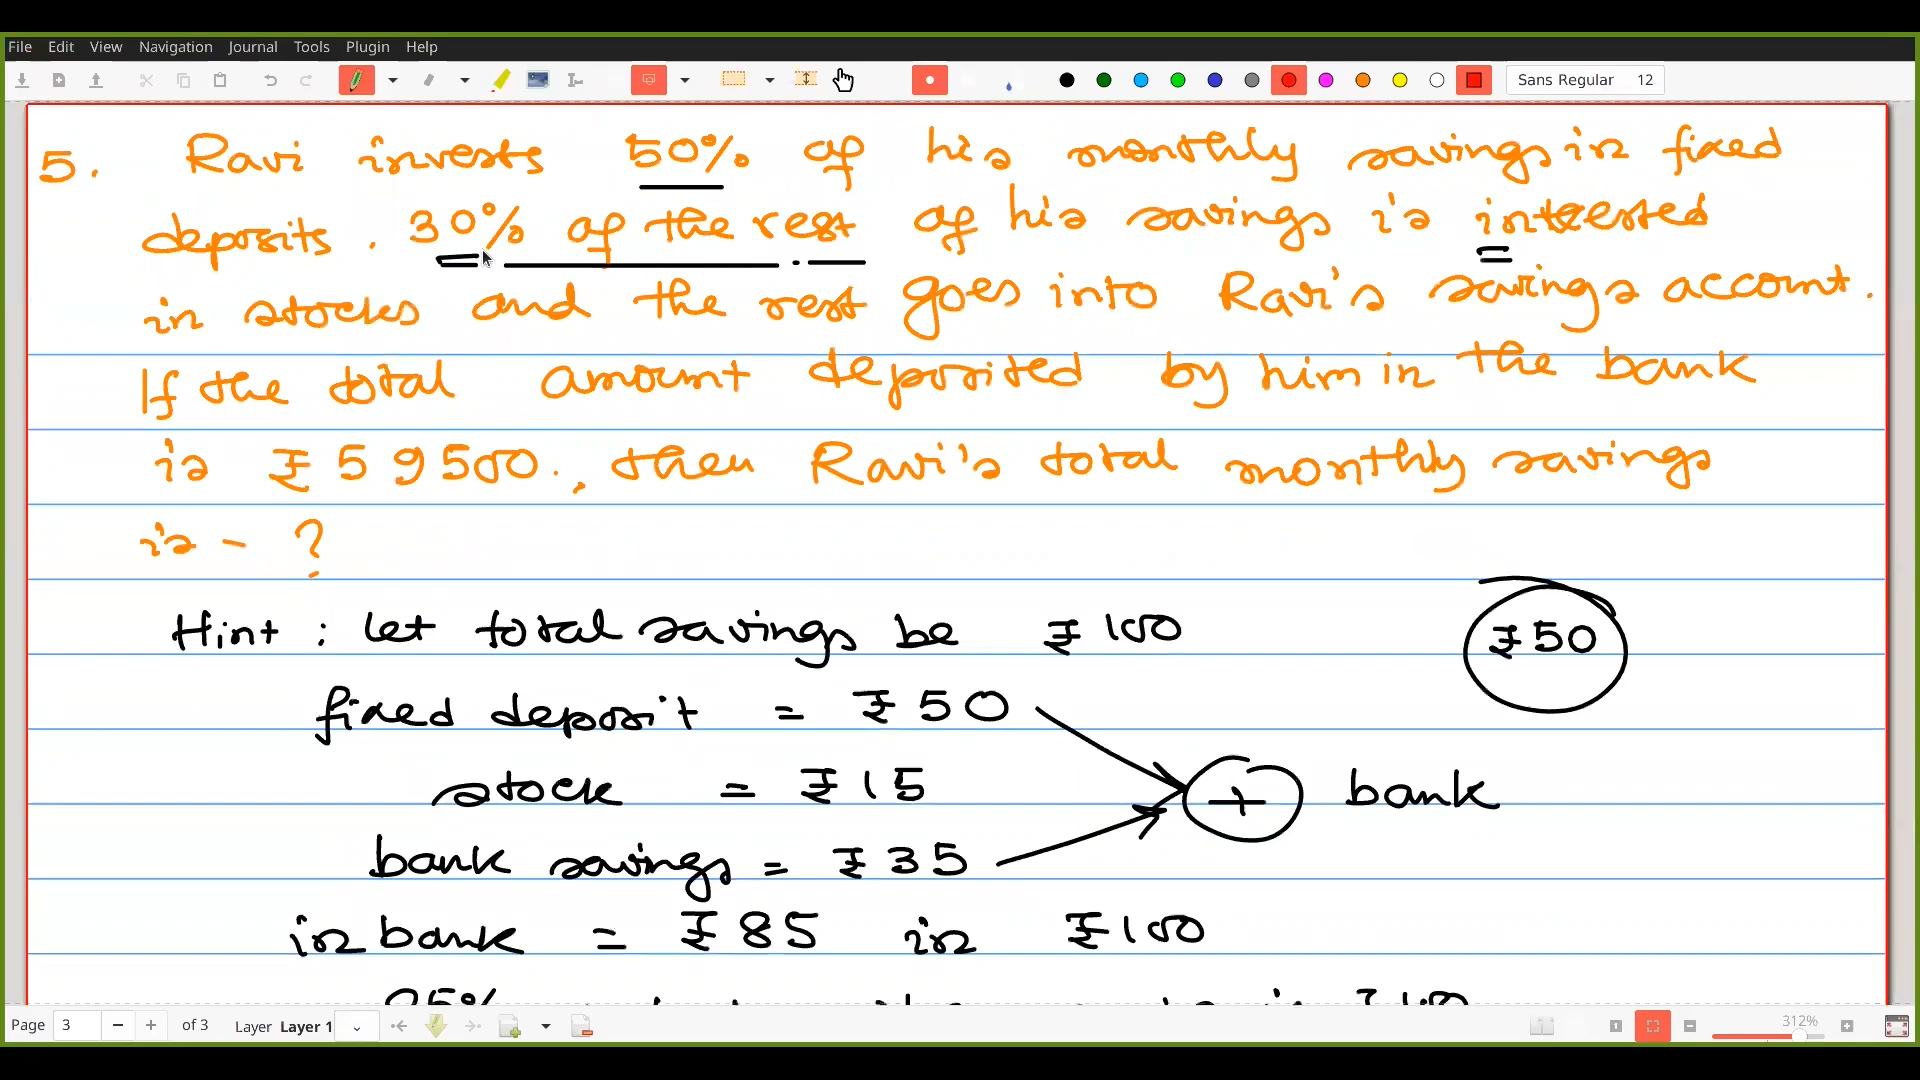 File Edit View Navigation Journal Tools Plugin Help
Sans Regular 12
5. Ravi invests 50% of his monthly savings in fixed
deposits. 30% of the rest of his savings is intrested
in stocks and the rest goes into Ravi's savings account.
If the total amount deposited by him in the bank
is ₹59500., then Ravi's total monthly savings
is - ?
Hint : let total savings be ₹100
₹50
fixed deposit = ₹50
stock = ₹15
+ bank
bank savings = ₹35
in bank = ₹85 in ₹100
Page 3 of 3 Layer Layer 1 312%